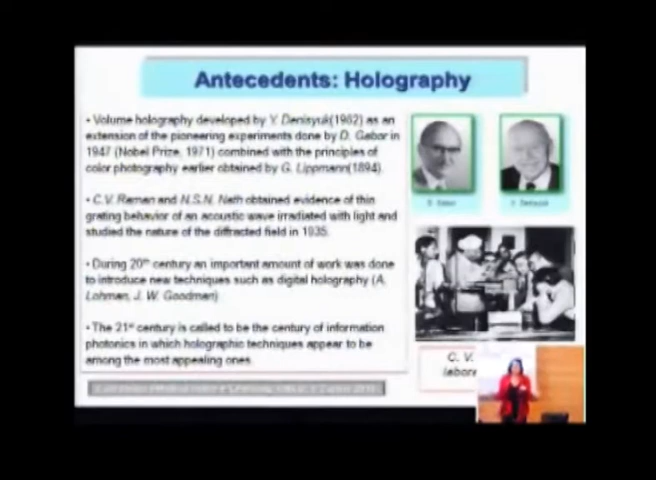 Antecedents: Holography
• Volume holography developed by Y. Denisyuk(1962) as an
extension of the pioneering experiments done by D. Gabor in
1947 (Nobel Prize, 1971) combined with the principles of
color photography earlier obtained by G. Lippmann(1894).
• C.V. Raman and N.S.N. Nath obtained evidence of thin
grating behavior of an acoustic wave irradiated with light and
studied the nature of the diffracted field in 1935.
• During 20th century an important amount of work was done
to introduce new techniques such as digital holography (A.
Lohman, J. W. Goodman)
• The 21st century is called to be the century of information
photonics in which holographic techniques appear to be
among the most appealing ones.
D. Gabor
Y. Denisyuk
C. V.
labora